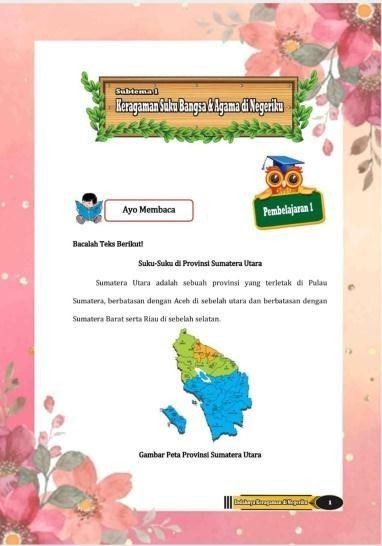 Subtema 1
Keragaman Suku Bangsa & Agama di Negeriku
Ayo Membaca
Pembelajaran 1
Bacalah Teks Berikut!
Suku-Suku di Provinsi Sumatera Utara
Sumatera Utara adalah sebuah provinsi yang terletak di Pulau
Sumatera, berbatasan dengan Aceh di sebelah utara dan berbatasan dengan
Sumatera Barat serta Riau di sebelah selatan.
Gambar Peta Provinsi Sumatera Utara
Indahnya Keragaman di Negeriku
1